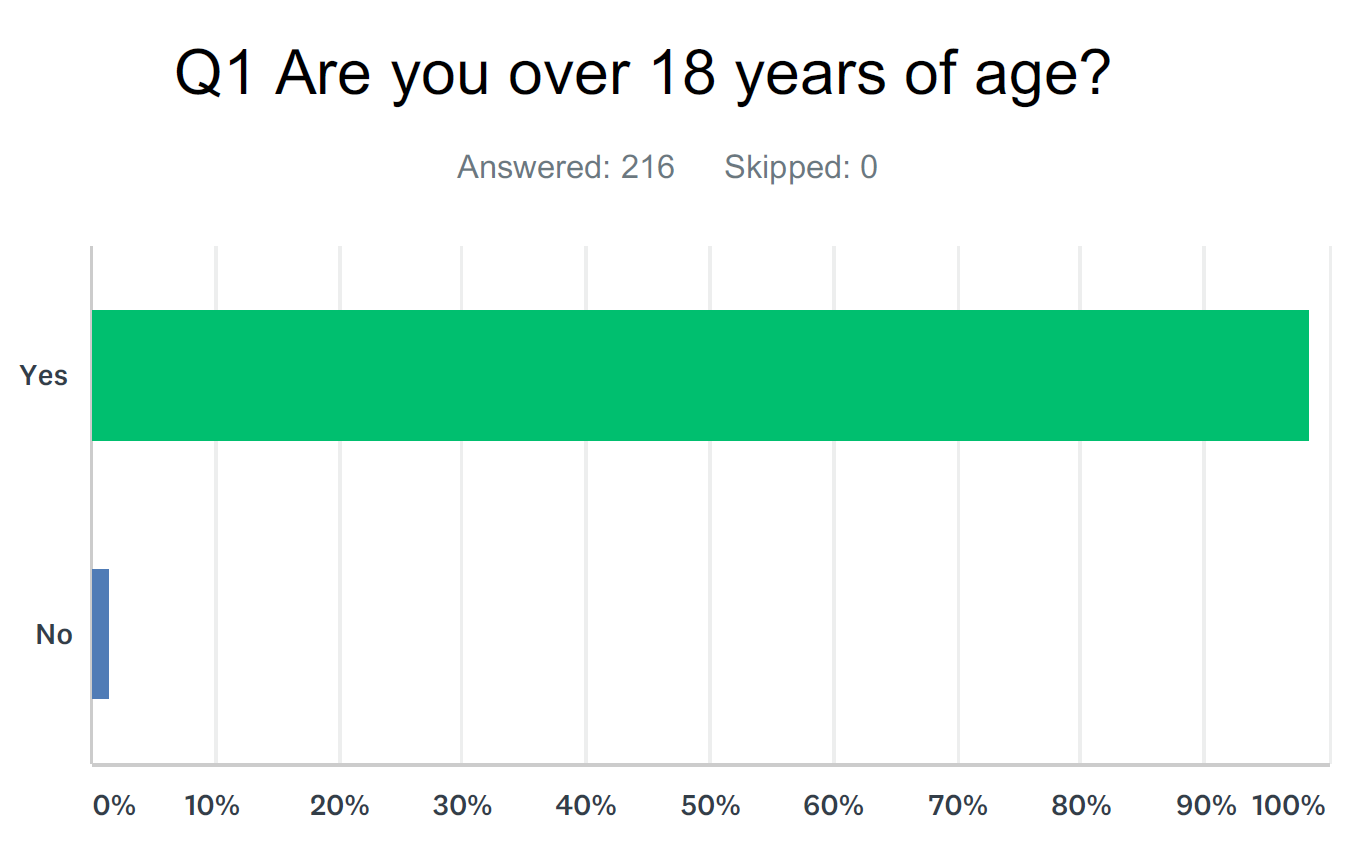 Q1 Are you over 18 years of age?
Answered: 216 Skipped: 0
Yes
No
0% 10% 20% 30% 40% 50% 60% 70% 80% 90% 100%